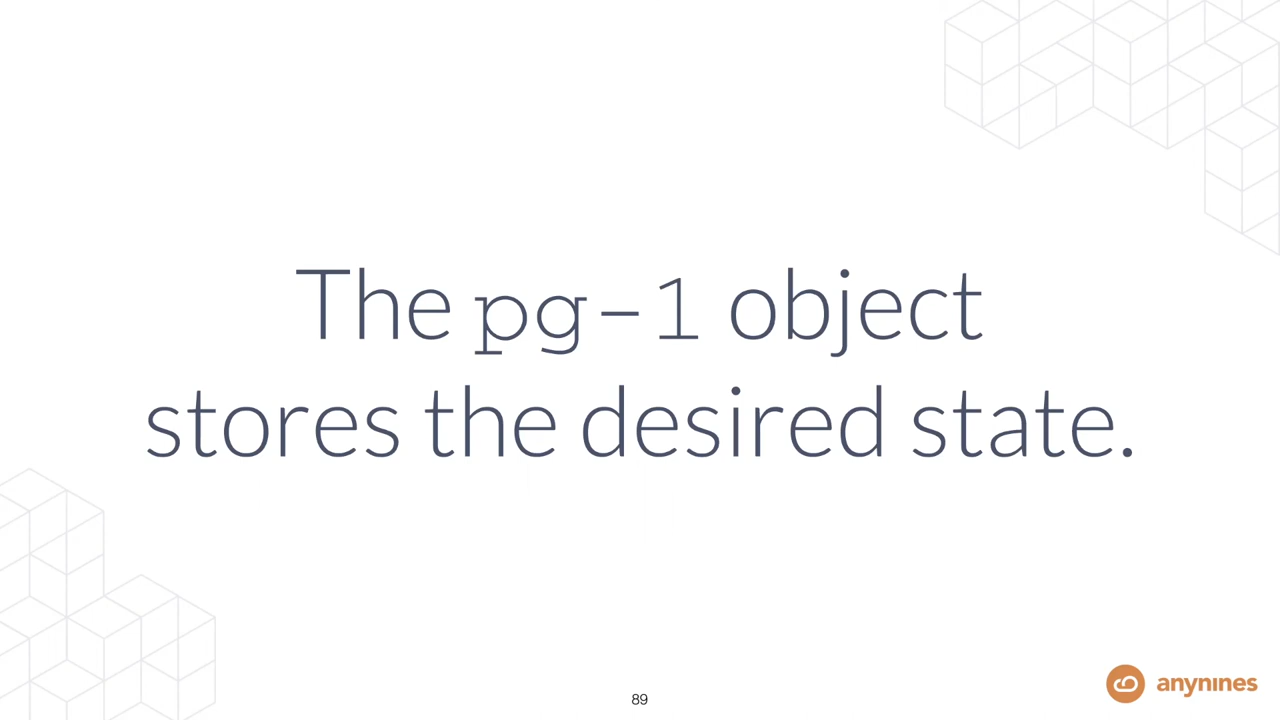 The pg-1 object
stores the desired state.
89
anynines